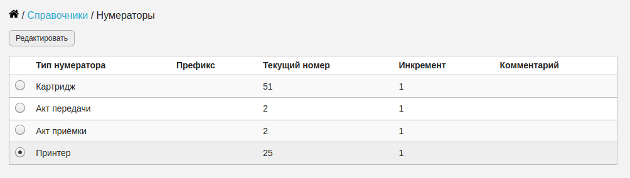 / Справочники / Нумераторы
Редактировать
Тип нумератора Префикс Текущий номер Инкремент Комментарий
Картридж 51 1
Акт передачи 2 1
Акт приёмки 2 1
Принтер 25 1